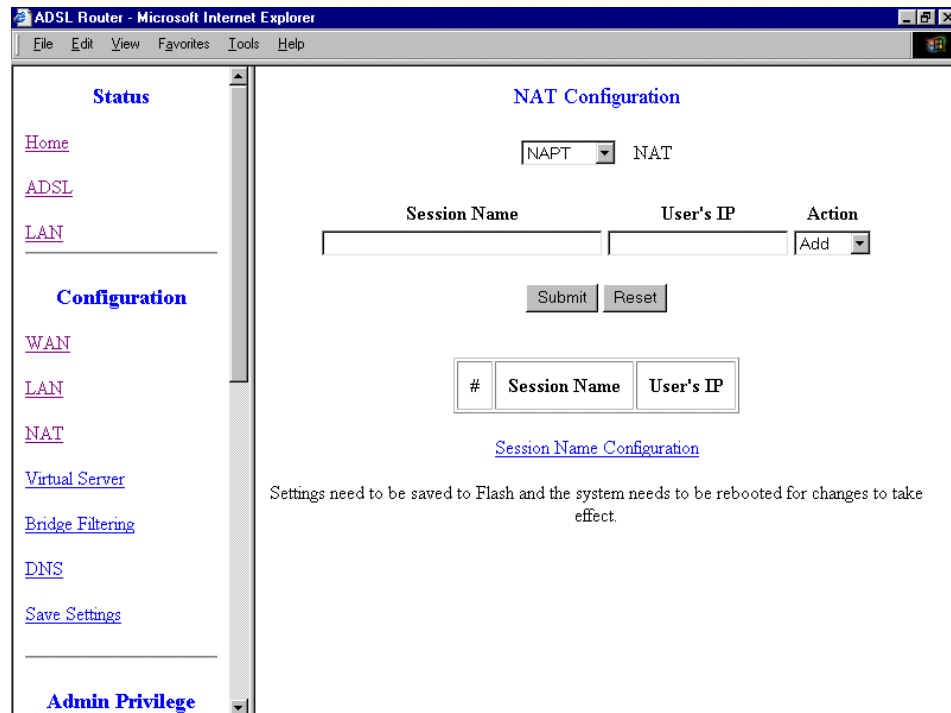 ADSL Router - Microsoft Internet Explorer
File Edit View Favorites Tools Help
Status
Home
ADSL
LAN
Configuration
WAN
LAN
NAT
Virtual Server
Bridge Filtering
DNS
Save Settings
Admin Privilege
NAT Configuration
NAPT NAT
Session Name User's IP Action
Add
Submit Reset
# Session Name User's IP
Session Name Configuration
Settings need to be saved to Flash and the system needs to be rebooted for changes to take
effect.